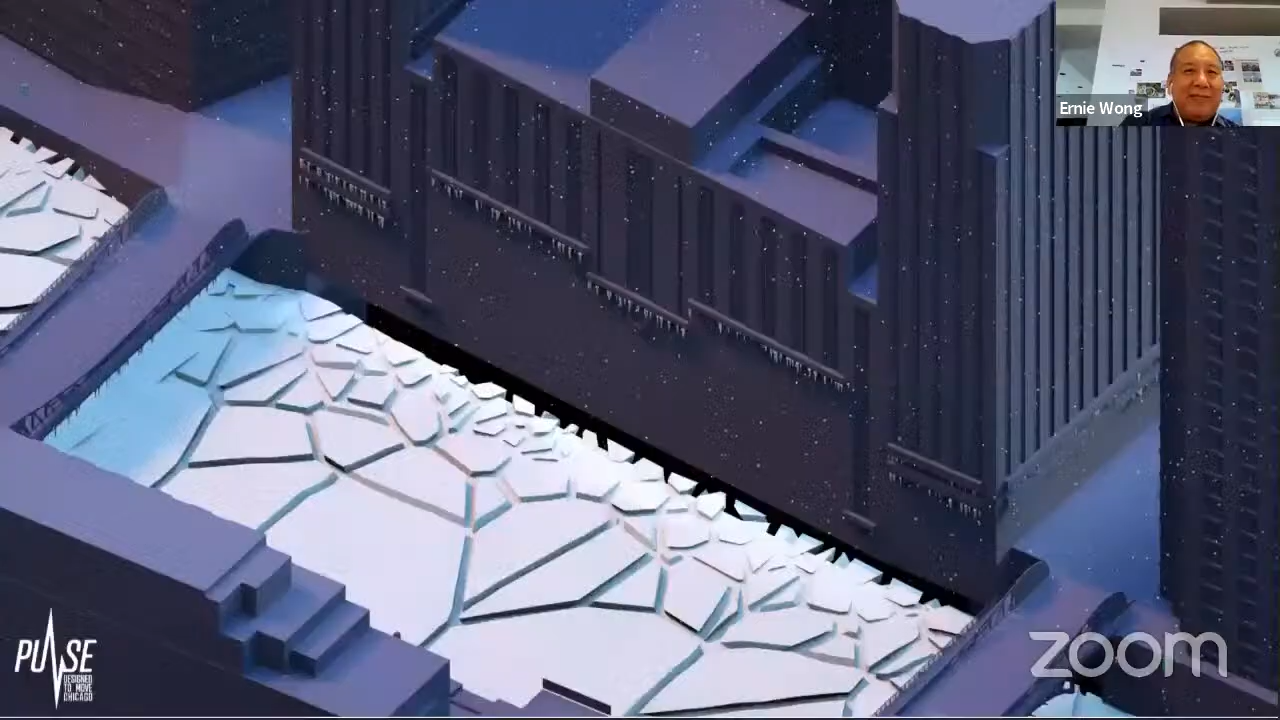 Ernie Wong
PULSE
DESIGNED
TO MOVE
CHICAGO
zoom